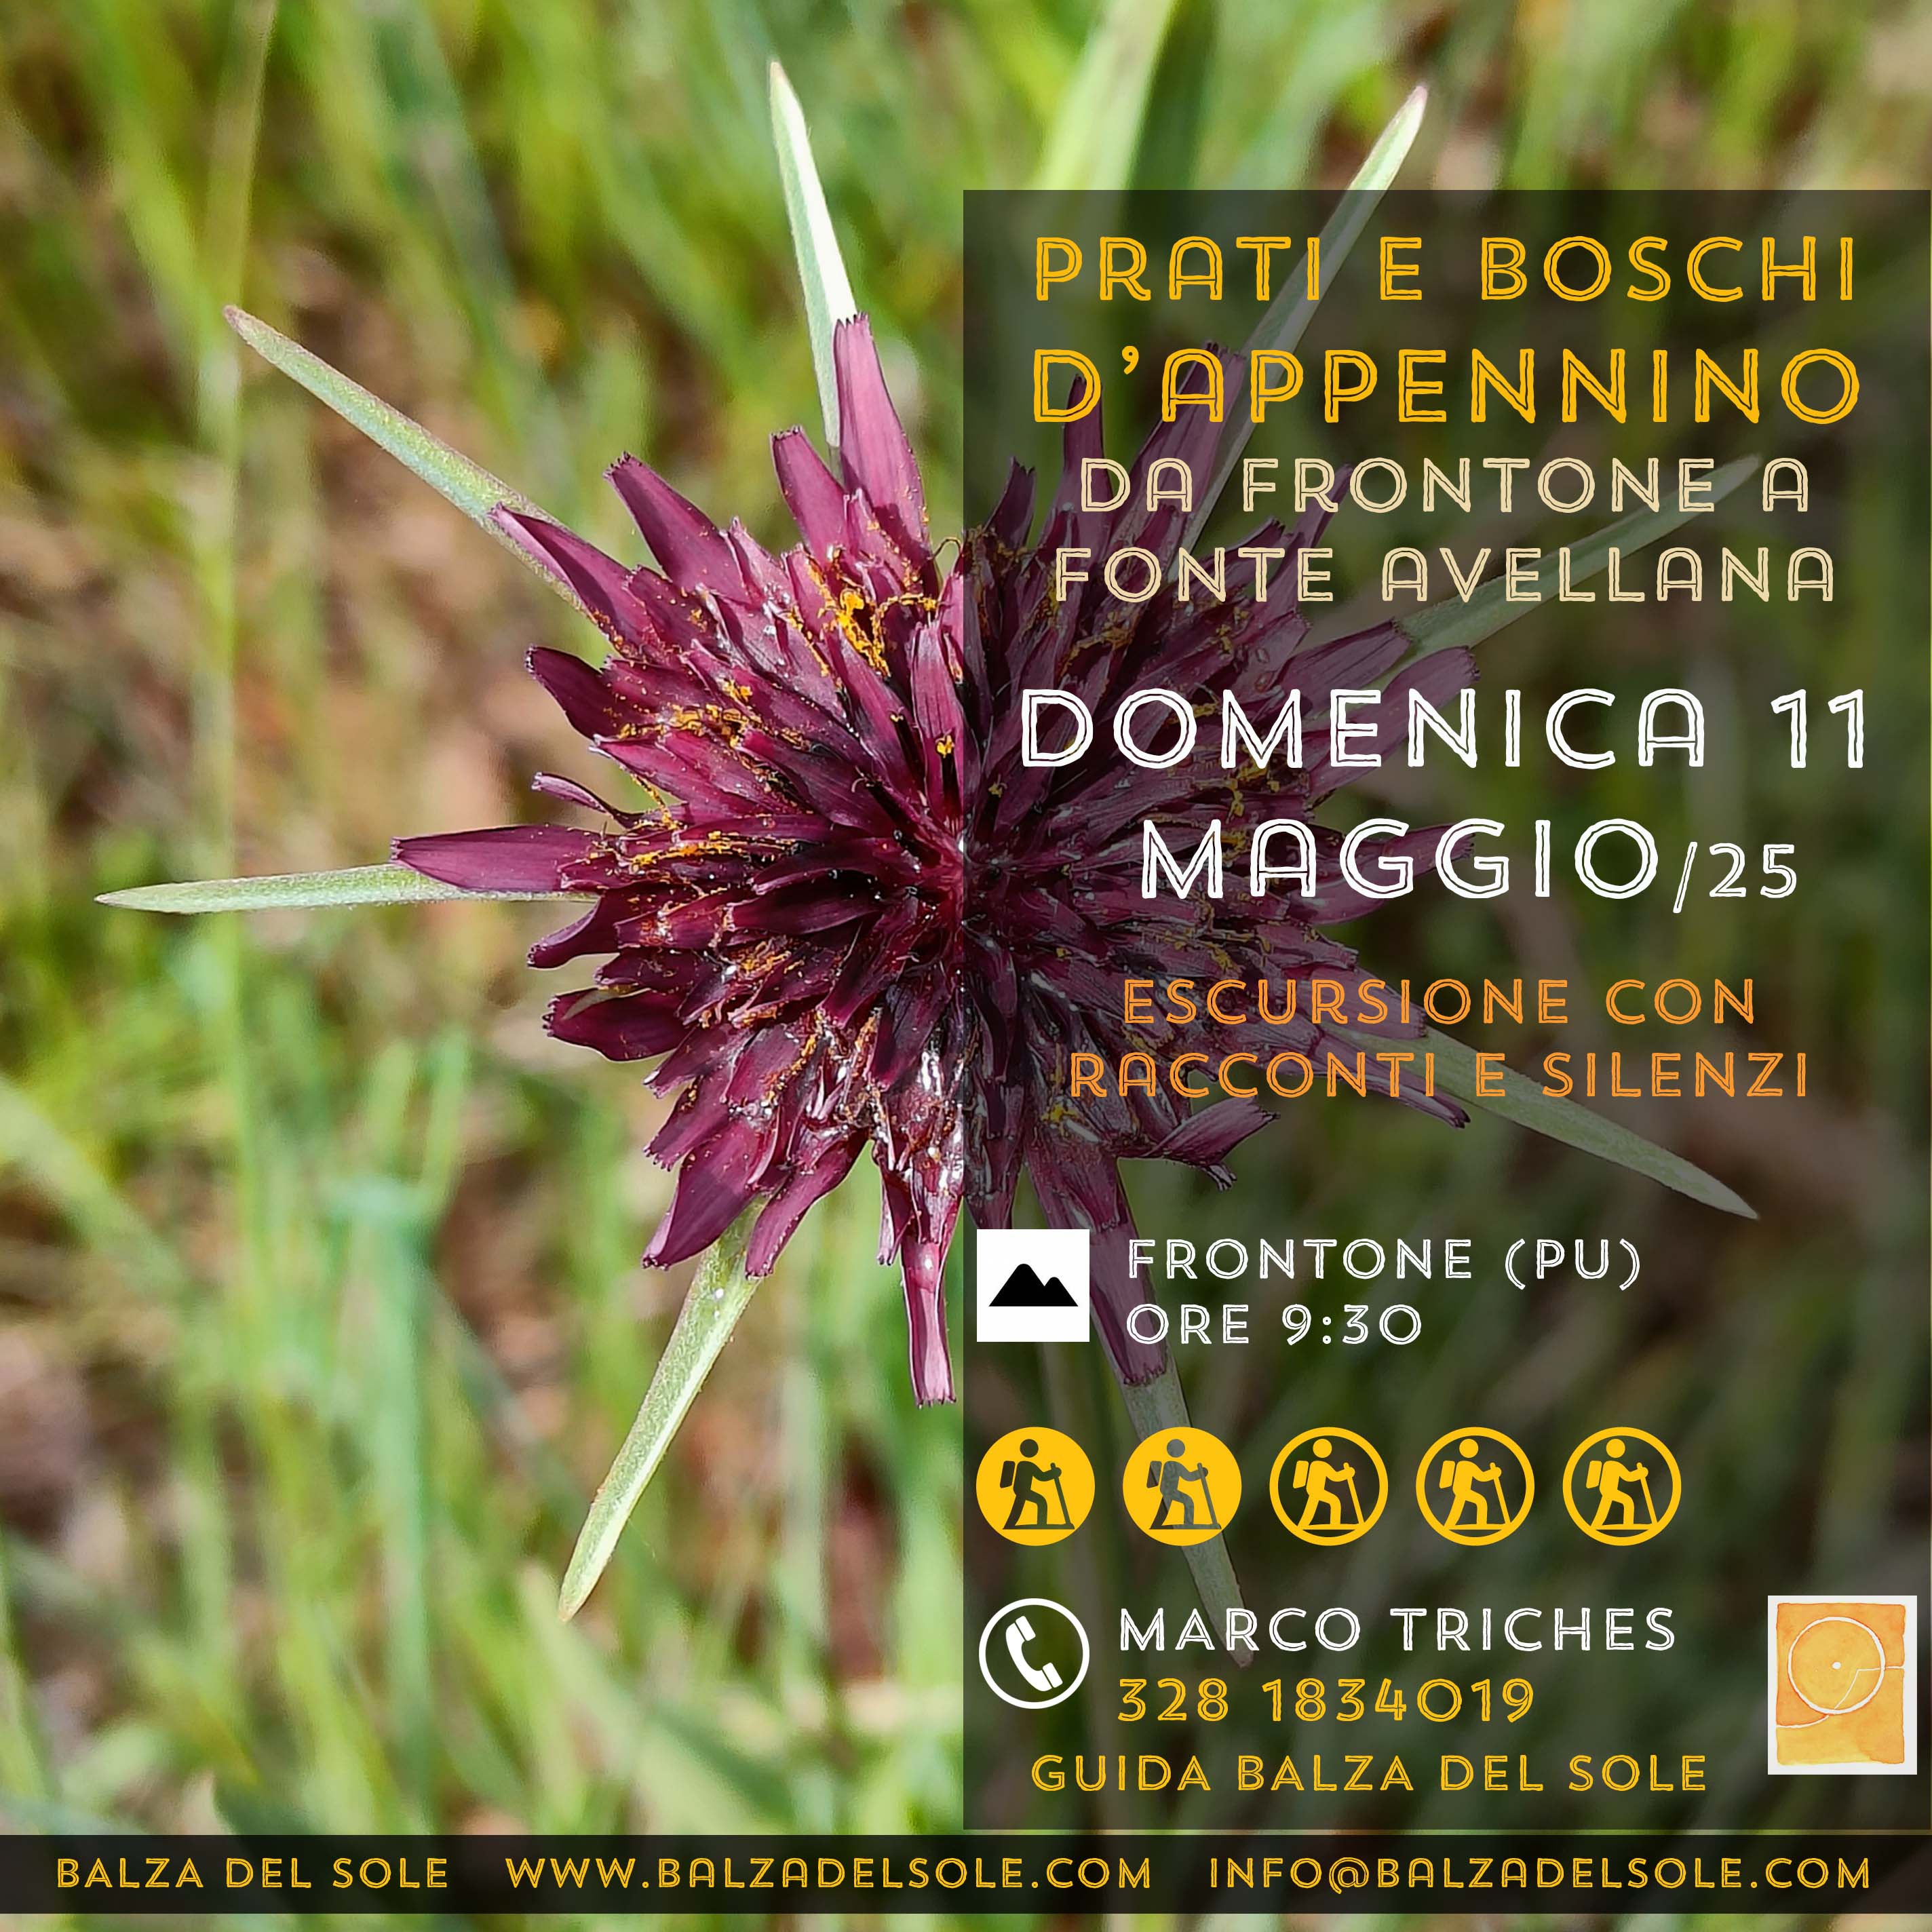 PRATI E BOSCHI
D'APPENNINO
DA FRONTONE A
FONTE AVELLANA
DOMENICA 11
MAGGIO/25
ESCURSIONE CON
RACCONTI E SILENZI
FRONTONE (PU)
ORE 9:30
MARCO TRICHES
328 1834019
GUIDA BALZA DEL SOLE
BALZA DEL SOLE WWW.BALZADELSOLE.COM INFO@BALZADELSOLE.COM